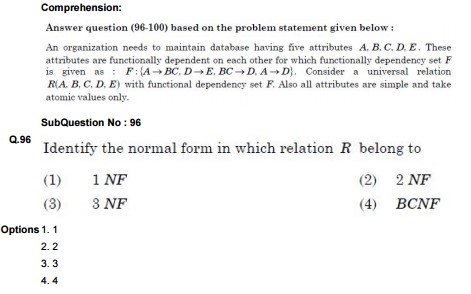 Comprehension:
Answer question (96-100) based on the problem statement given below :
An organization needs to maintain database having five attributes A. B. C. D. E. These
attributes are functionally dependent on each other for which functionally dependency set F
is given as : F:{A→BC, D→E, BC→D, A→D}. Consider a universal relation
R(A. B. C. D, E) with functional dependency set F. Also all attributes are simple and take
atomic values only.
SubQuestion No : 96
Q.96 Identify the normal form in which relation R belong to
(1) 1 NF (2) 2 NF
(3) 3 NF (4) BCNF
Options 1. 1
2. 2
3. 3
4. 4